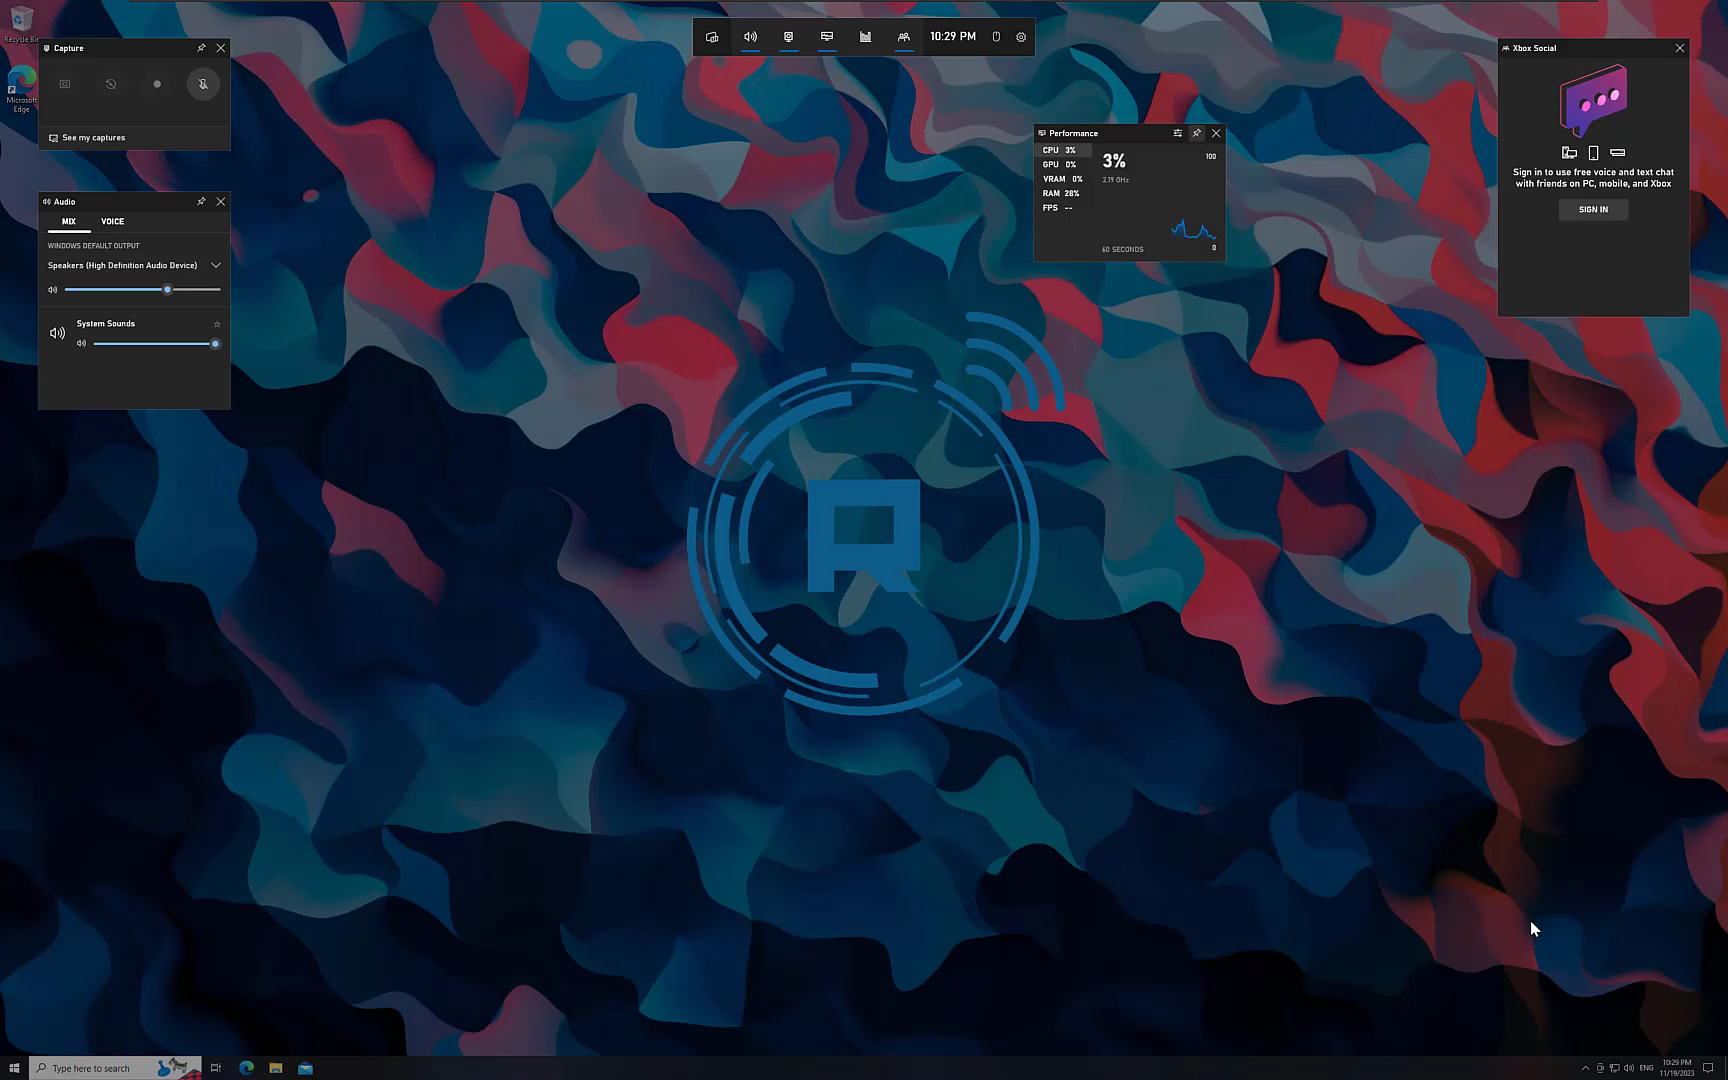 Recycle Bin
Microsoft
Edge
Capture
See my captures
Audio
MIX
VOICE
WINDOWS DEFAULT OUTPUT
Speakers (High Definition Audio Device)
System Sounds
10:29 PM
Performance
CPU 3%
GPU 0%
VRAM 0%
RAM 28%
FPS --
3%
2.19 GHz
100
60 SECONDS
0
Xbox Social
Sign in to use free voice and text chat
with friends on PC, mobile, and Xbox
SIGN IN
R
Type here to search
ENG
10:29 PM
11/19/2023